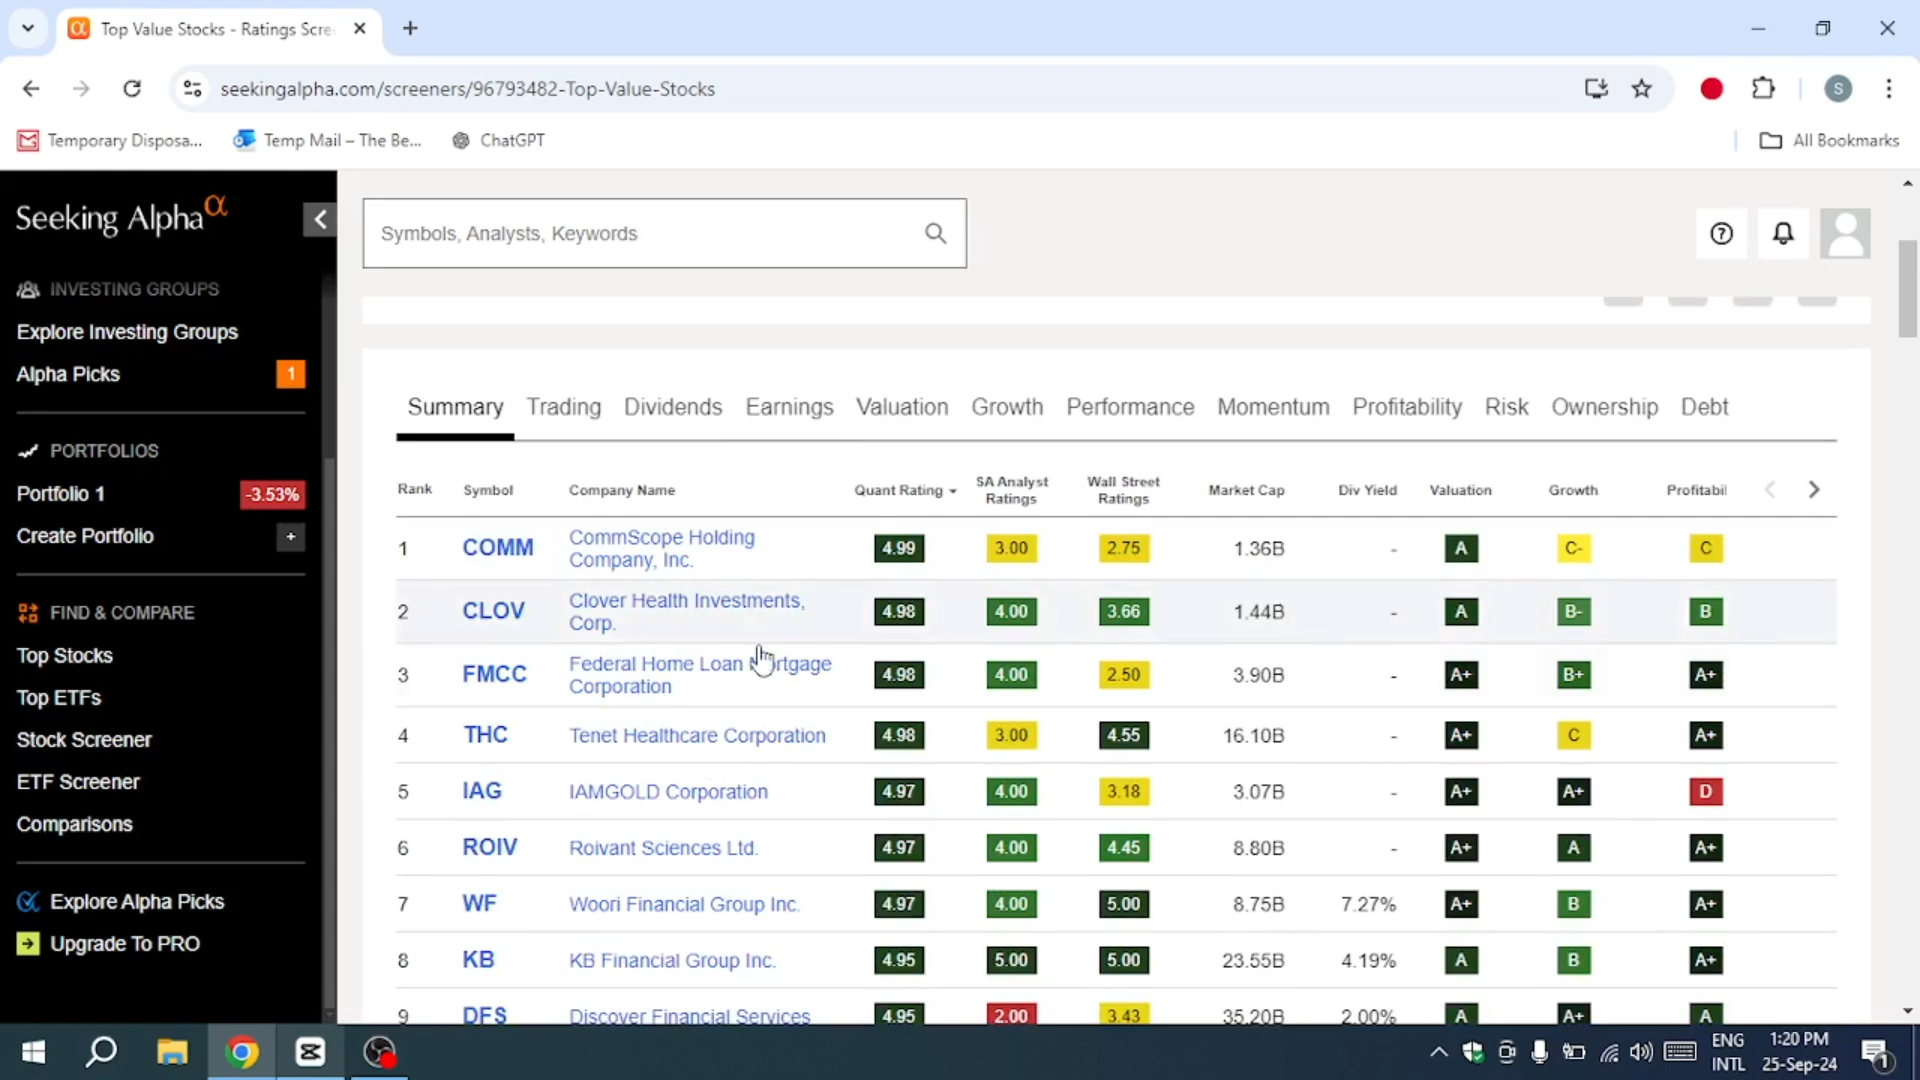 Top Value Stocks - Ratings Scre
seekingalpha.com/screeners/96793482-Top-Value-Stocks
S
Temporary Disposa...
Temp Mail – The Be...
ChatGPT
All Bookmarks
Seeking Alpha α
Symbols, Analysts, Keywords
INVESTING GROUPS
Explore Investing Groups
Alpha Picks 1
PORTFOLIOS
Portfolio 1 -3.53%
Create Portfolio +
FIND & COMPARE
Top Stocks
Top ETFs
Stock Screener
ETF Screener
Comparisons
Explore Alpha Picks
Upgrade To PRO
Summary Trading Dividends Earnings Valuation Growth Performance Momentum Profitability Risk Ownership Debt
Rank Symbol Company Name Quant Rating SA Analyst Ratings Wall Street Ratings Market Cap Div Yield Valuation Growth Profitabil
1 COMM CommScope Holding Company, Inc. 4.99 3.00 2.75 1.36B - A C- C
2 CLOV Clover Health Investments, Corp. 4.98 4.00 3.66 1.44B - A B- B
3 FMCC Federal Home Loan Mortgage Corporation 4.98 4.00 2.50 3.90B - A+ B+ A+
4 THC Tenet Healthcare Corporation 4.98 3.00 4.55 16.10B - A+ C A+
5 IAG IAMGOLD Corporation 4.97 4.00 3.18 3.07B - A+ A+ D
6 ROIV Roivant Sciences Ltd. 4.97 4.00 4.45 8.80B - A+ A A+
7 WF Woori Financial Group Inc. 4.97 4.00 5.00 8.75B 7.27% A+ B A+
8 KB KB Financial Group Inc. 4.95 5.00 5.00 23.55B 4.19% A B A+
9 DFS Discover Financial Services 4.95 2.00 3.43 35.20B 2.00% A A+ A
ENG
INTL
1:20 PM
25-Sep-24
1